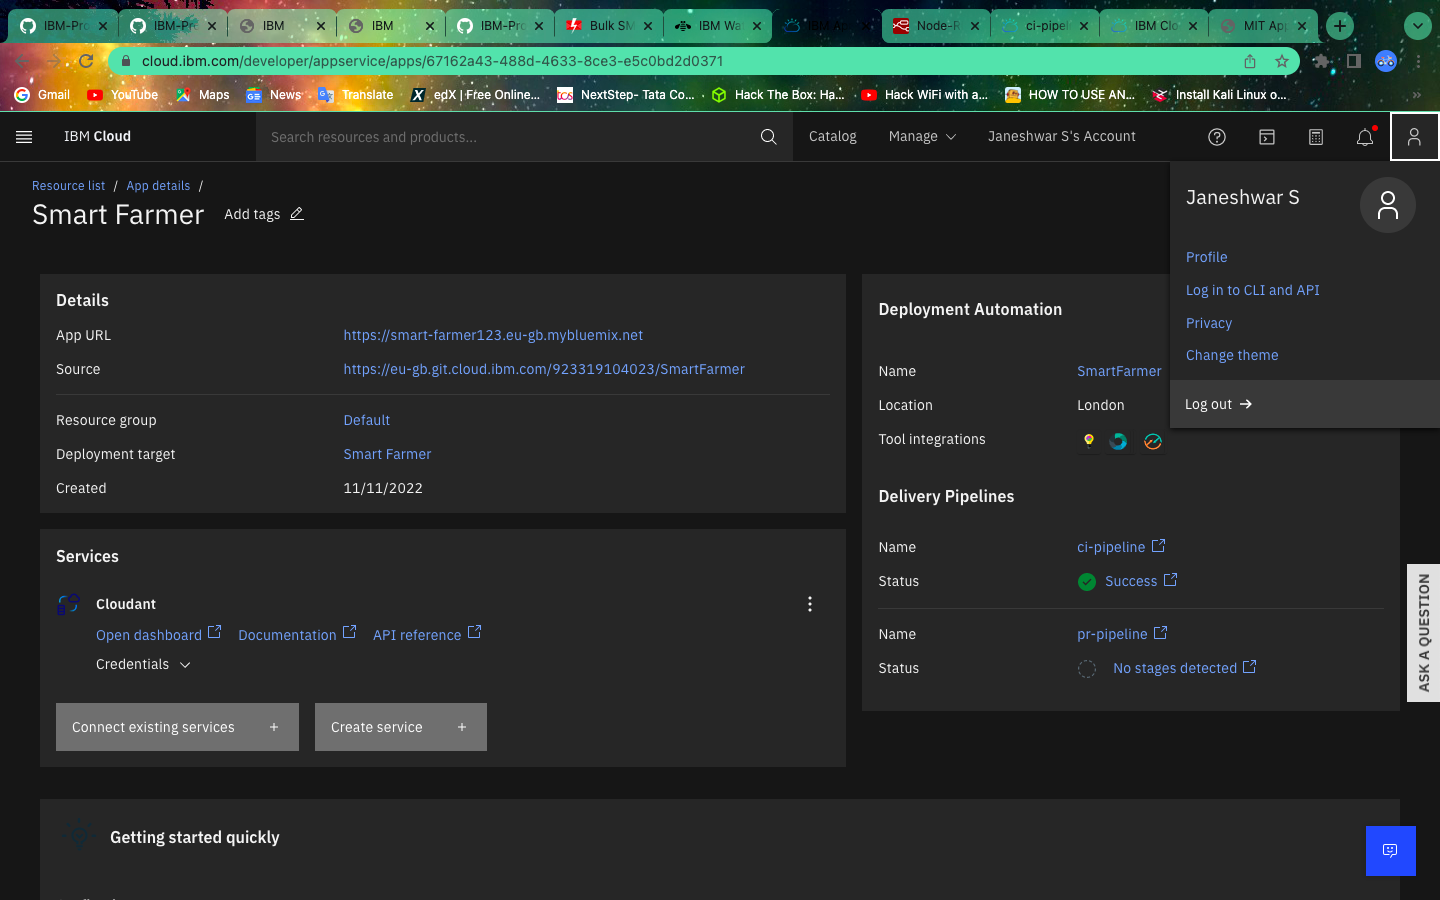 IBM-Pro
IBM-Pro
IBM
IBM
IBM-Pro
Bulk SM
IBM Wa
IBM Ap
Node-R
ci-pipel
IBM Clo
MIT App
cloud.ibm.com/developer/appservice/apps/67162a43-488d-4633-8ce3-e5c0bd2d0371
Gmail
YouTube
Maps
News
Translate
edX | Free Online...
NextStep- Tata Co...
Hack The Box: Ha...
Hack WiFi with a...
HOW TO USE AN...
Install Kali Linux o...
IBM Cloud
Search resources and products...
Catalog
Manage
Janeshwar S's Account
Resource list / App details /
Smart Farmer
Add tags
Janeshwar S
Profile
Log in to CLI and API
Privacy
Change theme
Log out
Details
App URL https://smart-farmer123.eu-gb.mybluemix.net
Source https://eu-gb.git.cloud.ibm.com/923319104023/SmartFarmer
Resource group Default
Deployment target Smart Farmer
Created 11/11/2022
Deployment Automation
Name SmartFarmer
Location London
Tool integrations
Delivery Pipelines
Name ci-pipeline
Status Success
Name pr-pipeline
Status No stages detected
Services
Cloudant
Open dashboard Documentation API reference
Credentials
Connect existing services +
Create service +
ASK A QUESTION
Getting started quickly